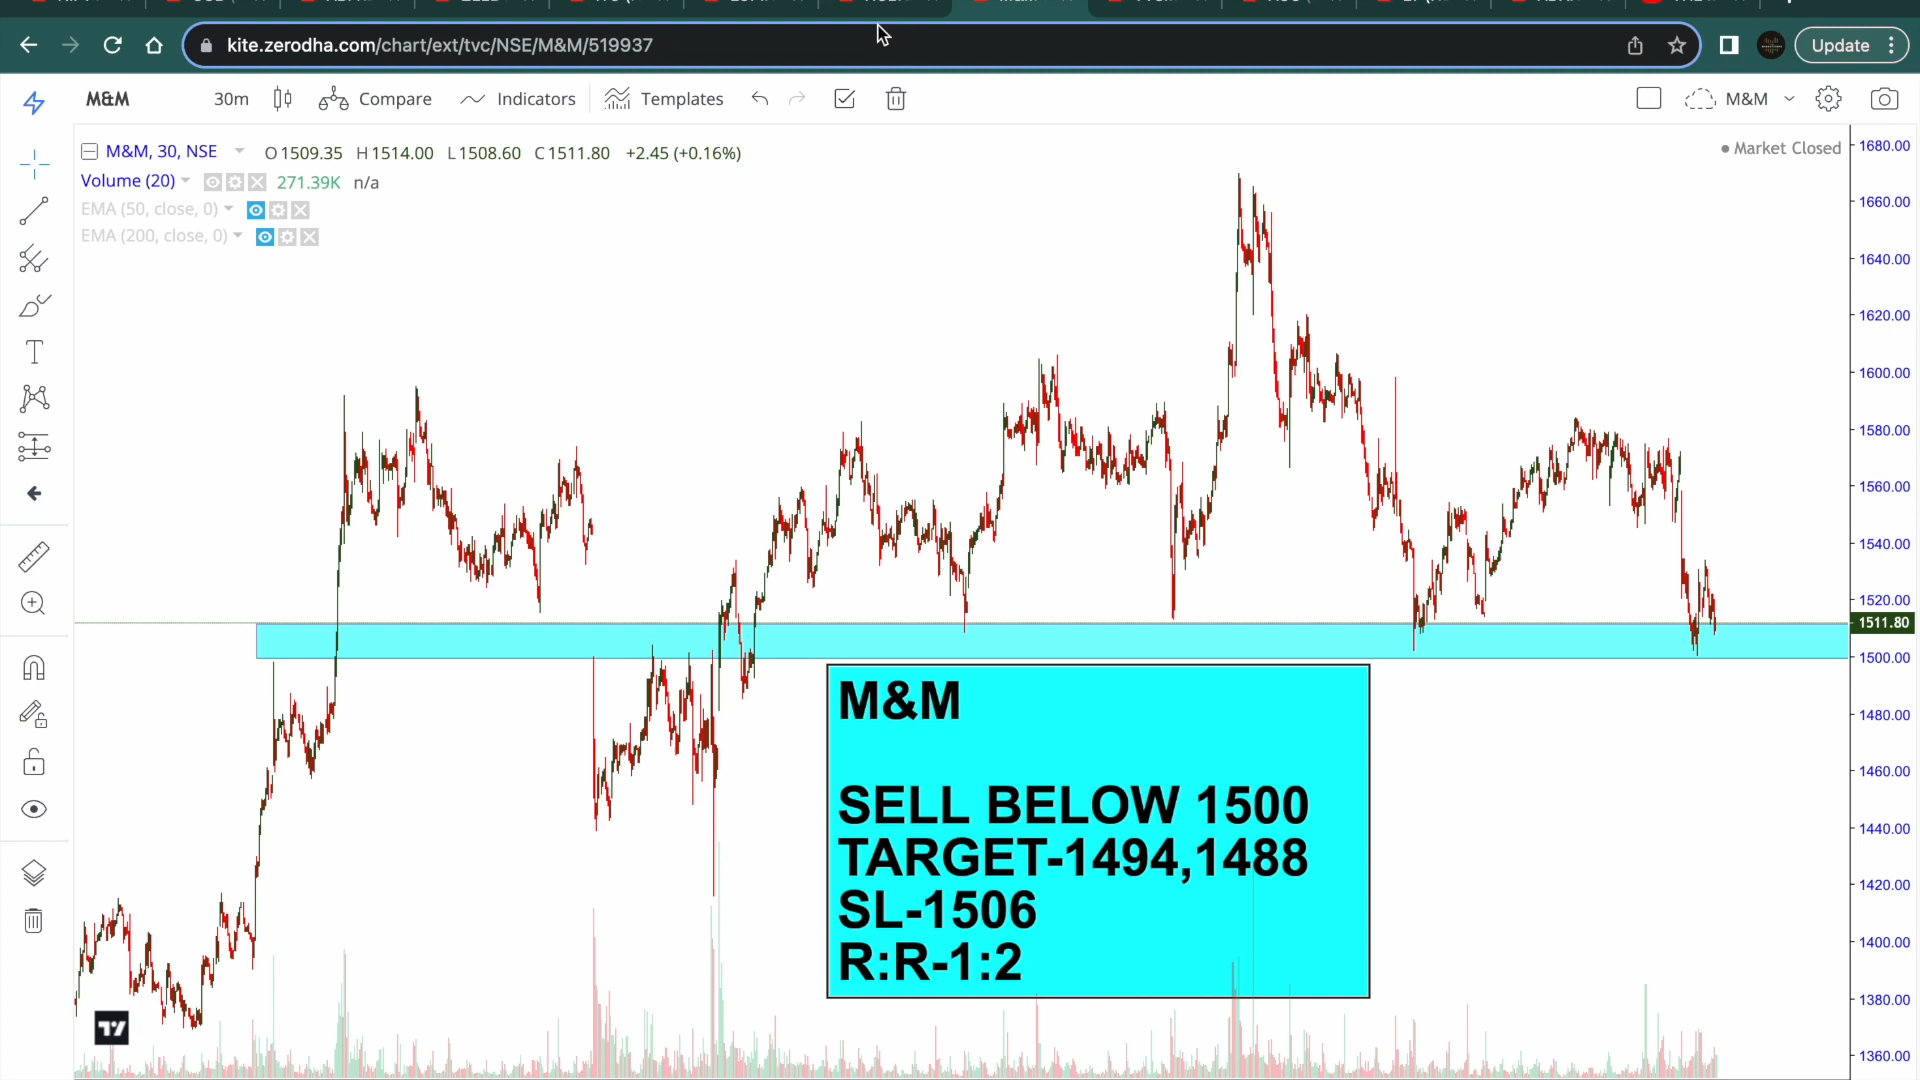 kite.zerodha.com/chart/ext/tvc/NSE/M&M/519937
Update
M&M
30m
Compare
Indicators
Templates
M&M
M&M, 30, NSE
O1509.35 H1514.00 L1508.60 C1511.80 +2.45 (+0.16%)
Market Closed
Volume (20)
271.39K n/a
EMA (50, close, 0)
EMA (200, close, 0)
1680.00
1660.00
1640.00
1620.00
1600.00
1580.00
1560.00
1540.00
1520.00
1511.80
1500.00
1480.00
1460.00
1440.00
1420.00
1400.00
1380.00
1360.00
M&M
SELL BELOW 1500
TARGET-1494,1488
SL-1506
R:R-1:2